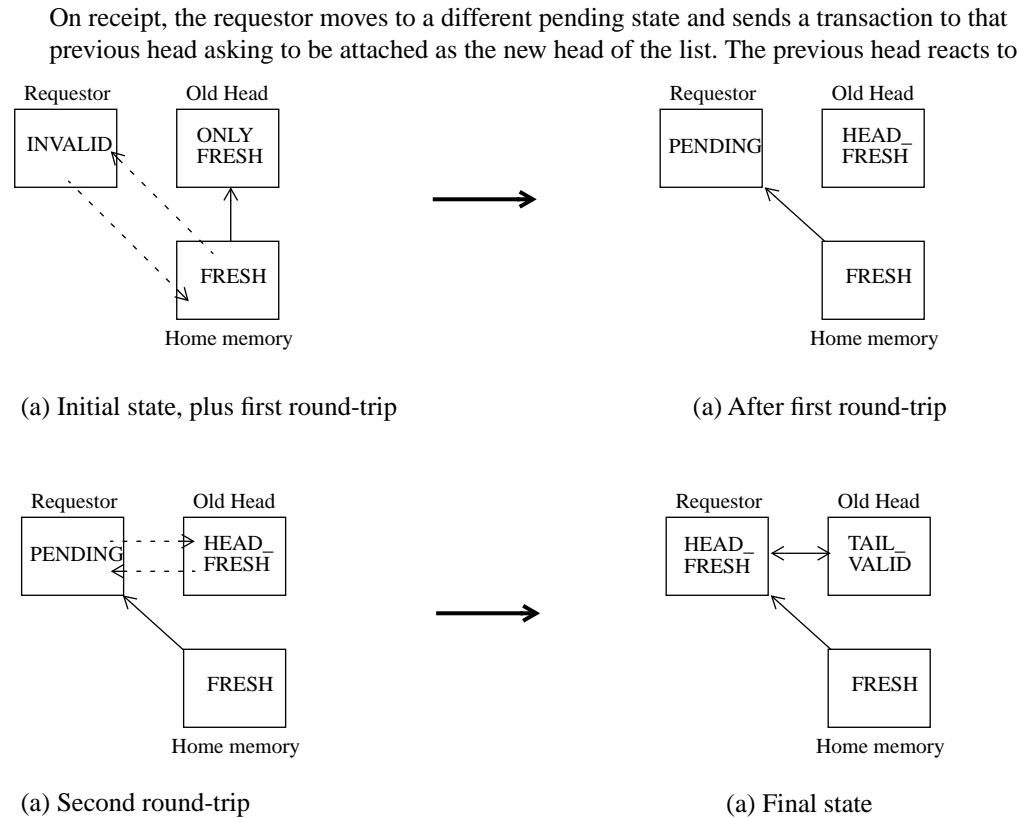 On receipt, the requestor moves to a different pending state and sends a transaction to that
previous head asking to be attached as the new head of the list. The previous head reacts to
Requestor
Old Head
INVALID
ONLY
FRESH
FRESH
Home memory
(a) Initial state, plus first round-trip
Requestor
Old Head
PENDING
HEAD_
FRESH
FRESH
Home memory
(a) After first round-trip
Requestor
Old Head
PENDING
HEAD_
FRESH
FRESH
Home memory
(a) Second round-trip
Requestor
Old Head
HEAD_
FRESH
TAIL_
VALID
FRESH
Home memory
(a) Final state